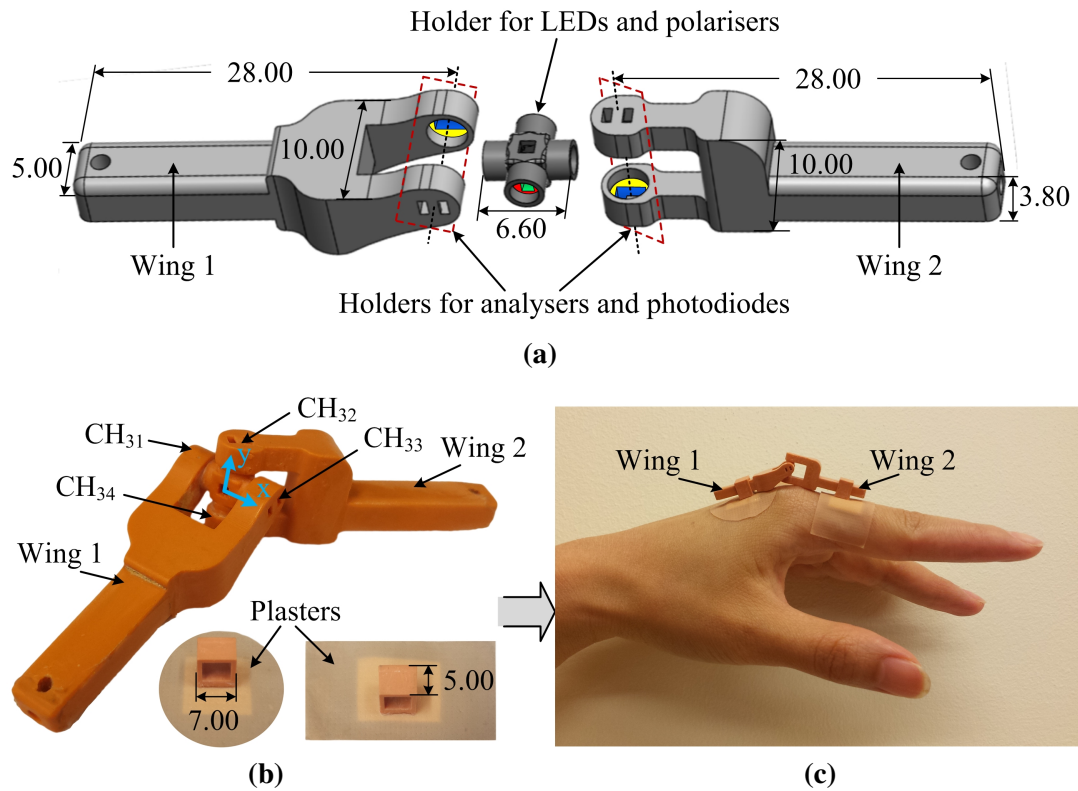 Holder for LEDs and polarisers
28.00
28.00
5.00
10.00
10.00
3.80
6.60
Wing 1
Wing 2
Holders for analysers and photodiodes
(a)
CH32
CH31
CH33
Wing 2
y
x
CH34
Wing 1
Plasters
7.00
5.00
(b)
Wing 1
Wing 2
(c)